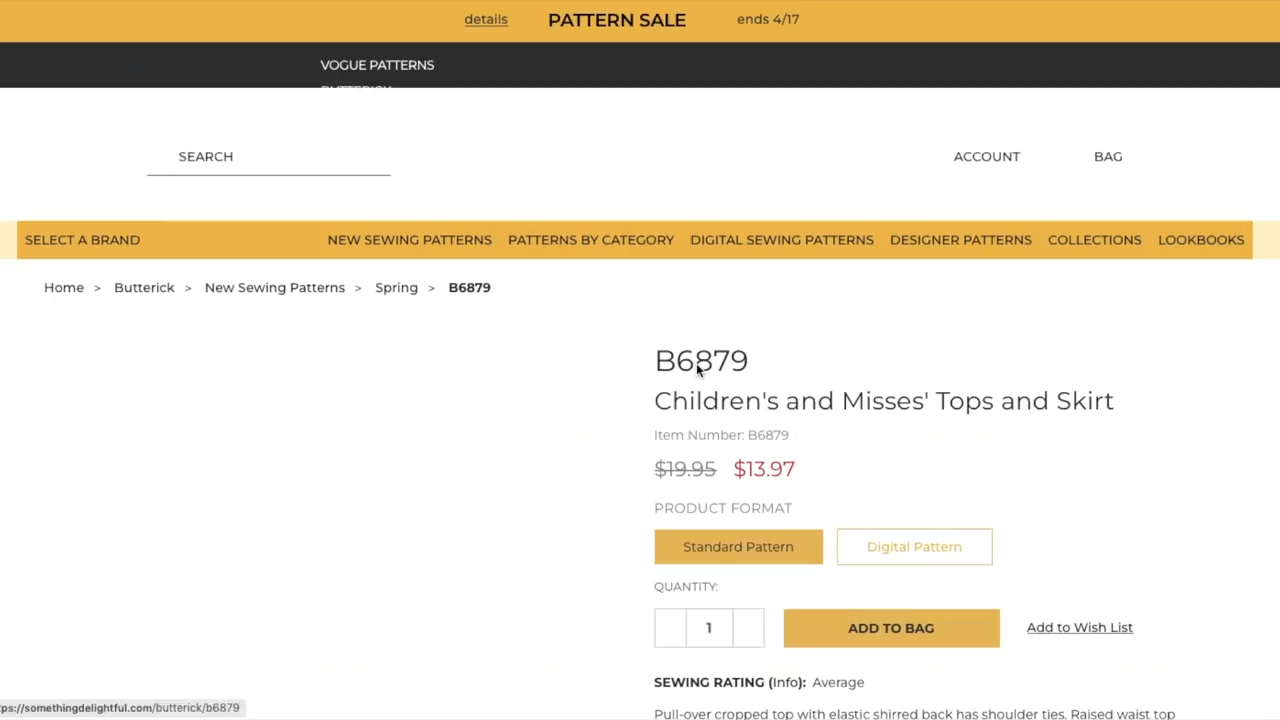 details PATTERN SALE ends 4/17
VOGUE PATTERNS
SEARCH
ACCOUNT BAG
SELECT A BRAND NEW SEWING PATTERNS PATTERNS BY CATEGORY DIGITAL SEWING PATTERNS DESIGNER PATTERNS COLLECTIONS LOOKBOOKS
Home > Butterick > New Sewing Patterns > Spring > B6879
B6879
Children's and Misses' Tops and Skirt
Item Number: B6879
$19.95 $13.97
PRODUCT FORMAT
Standard Pattern Digital Pattern
QUANTITY:
1 ADD TO BAG Add to Wish List
SEWING RATING (Info): Average
Pull-over cropped top with elastic shirred back has shoulder ties. Raised waist top
ps://somethingdelightful.com/butterick/b6879